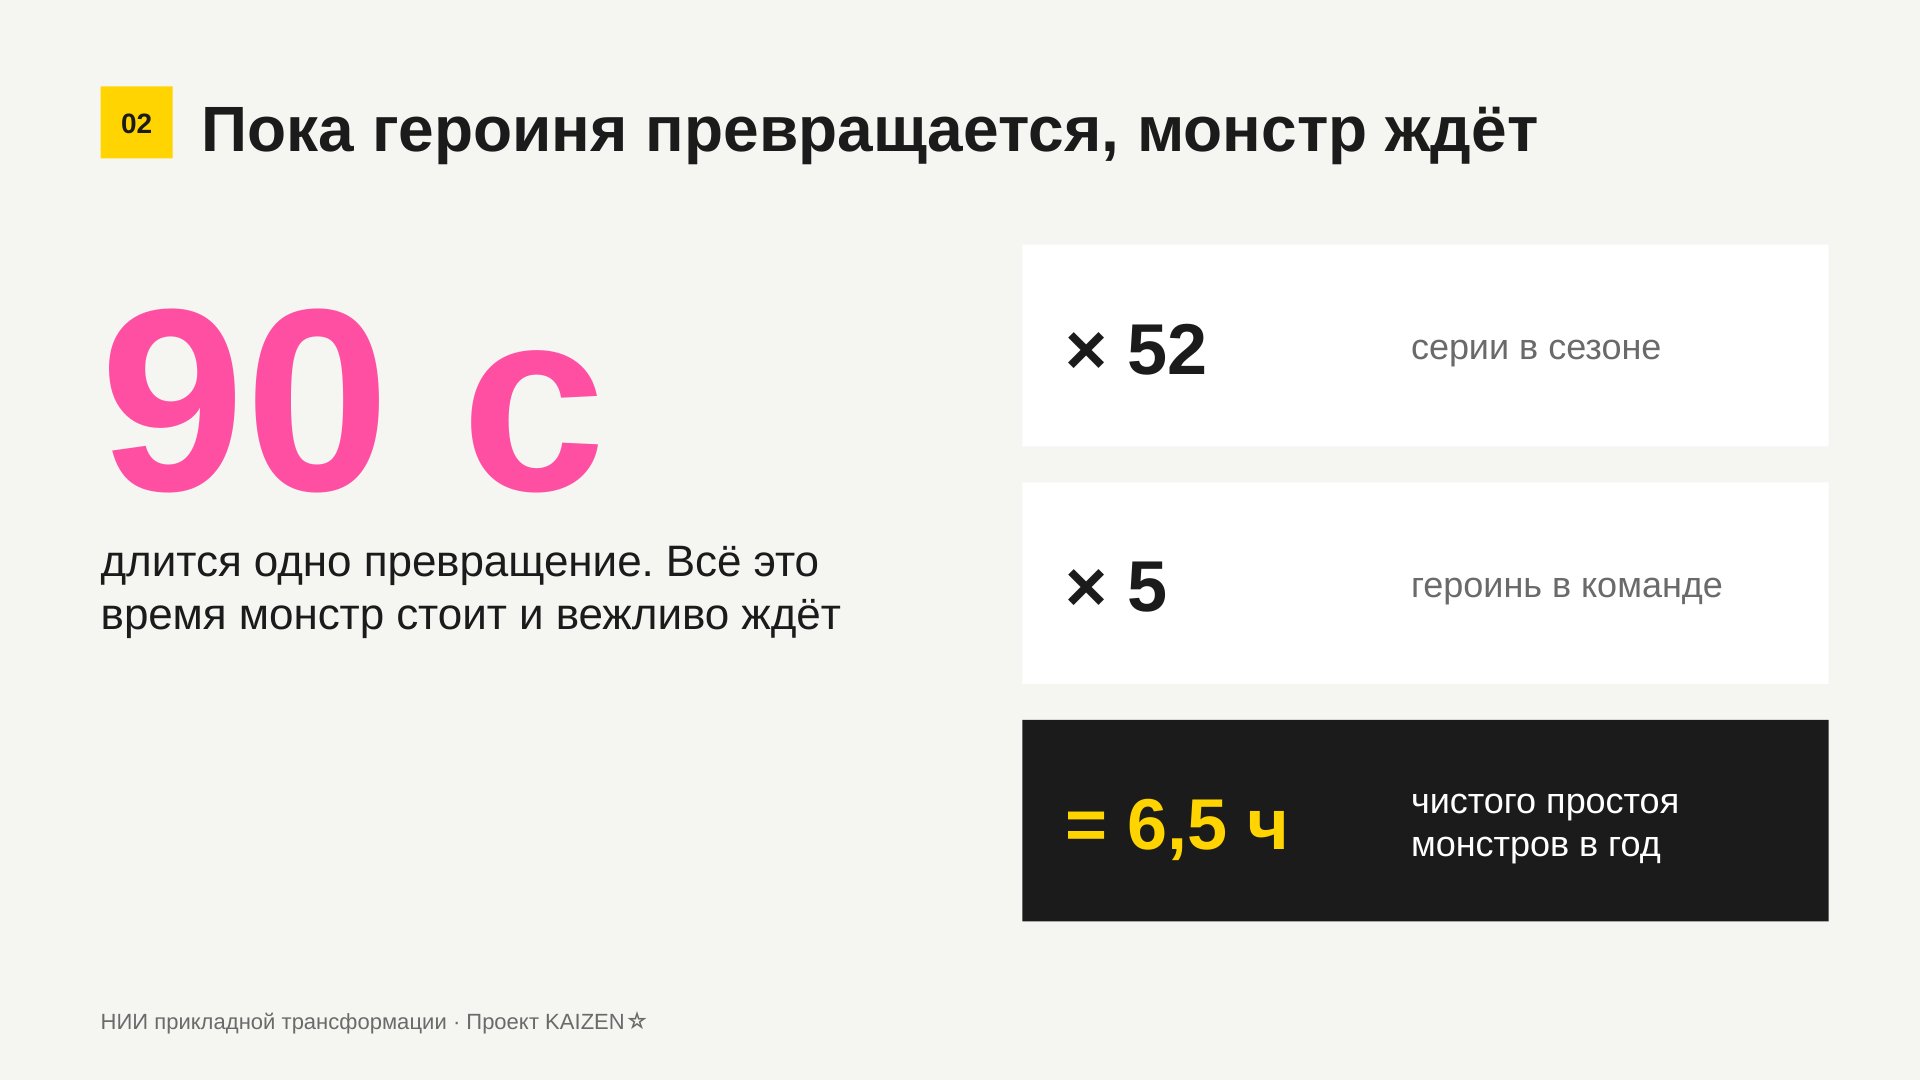 02
Пока героиня превращается, монстр ждёт
90 с
длится одно превращение. Всё это
время монстр стоит и вежливо ждёт
× 52
серии в сезоне
× 5
героинь в команде
= 6,5 ч
чистого простоя
монстров в год
НИИ прикладной трансформации · Проект KAIZEN☆